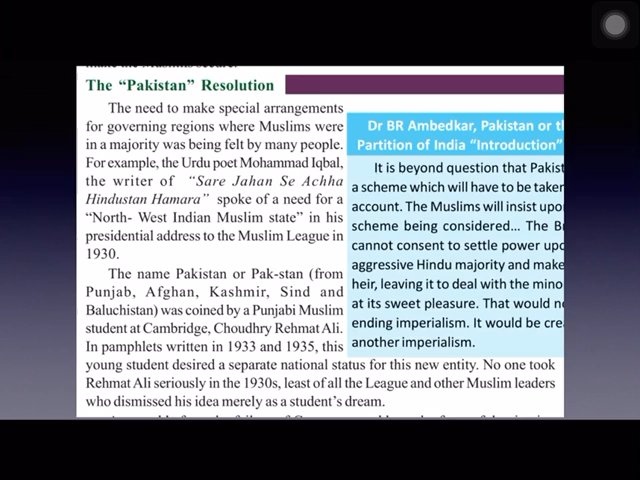 The "Pakistan" Resolution
The need to make special arrangements
for governing regions where Muslims were
in a majority was being felt by many people.
For example, the Urdu poet Mohammad Iqbal,
the writer of "Sare Jahan Se Achha
Hindustan Hamara" spoke of a need for a
"North- West Indian Muslim state" in his
presidential address to the Muslim League in
1930.
The name Pakistan or Pak-stan (from
Punjab, Afghan, Kashmir, Sind and
Baluchistan) was coined by a Punjabi Muslim
student at Cambridge, Choudhry Rehmat Ali.
In pamphlets written in 1933 and 1935, this
young student desired a separate national status for this new entity. No one took
Rehmat Ali seriously in the 1930s, least of all the League and other Muslim leaders
who dismissed his idea merely as a student's dream.
Dr BR Ambedkar, Pakistan or
Partition of India "Introduction"
It is beyond question that
a scheme which will have to be
account. The Muslims will insist
scheme being considered... The
cannot consent to settle power
aggressive Hindu majority and make
heir, leaving it to deal with the
at its sweet pleasure. That would
ending imperialism. It would be
another imperialism.